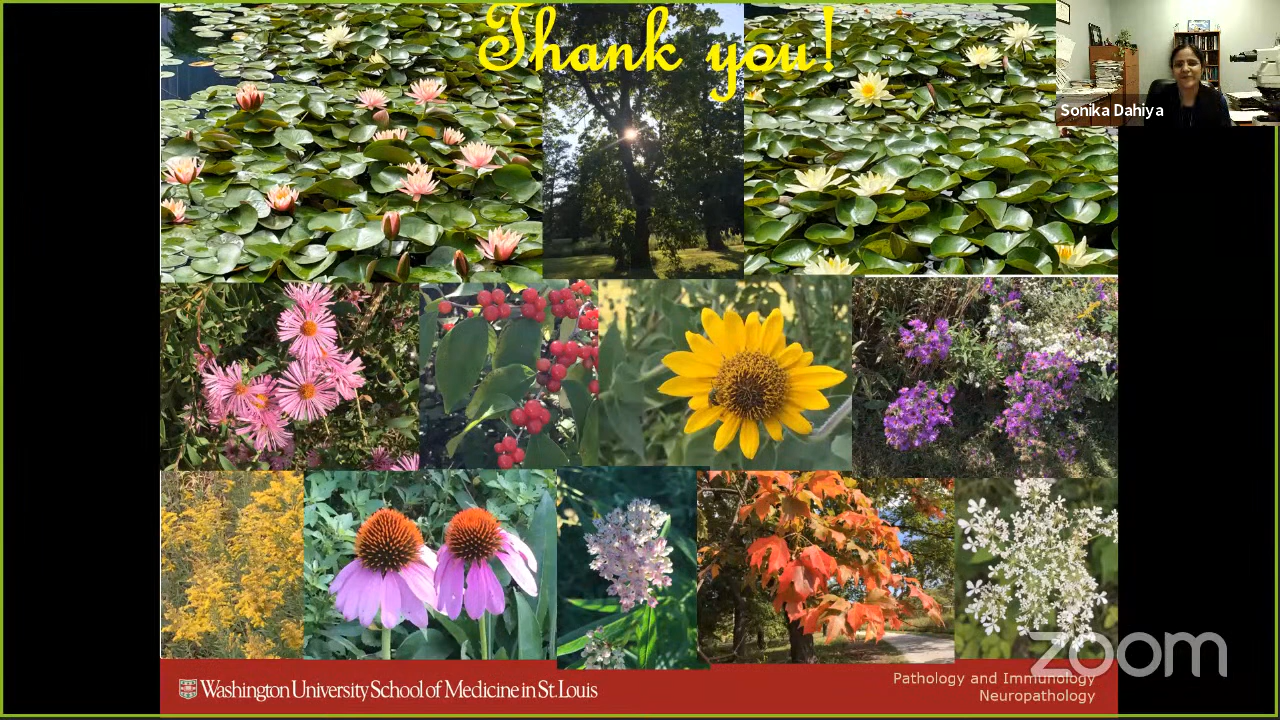 Thank you!
Sonika Dahiya
zoom
Washington University School of Medicine in St. Louis
Pathology and Immunology
Neuropathology